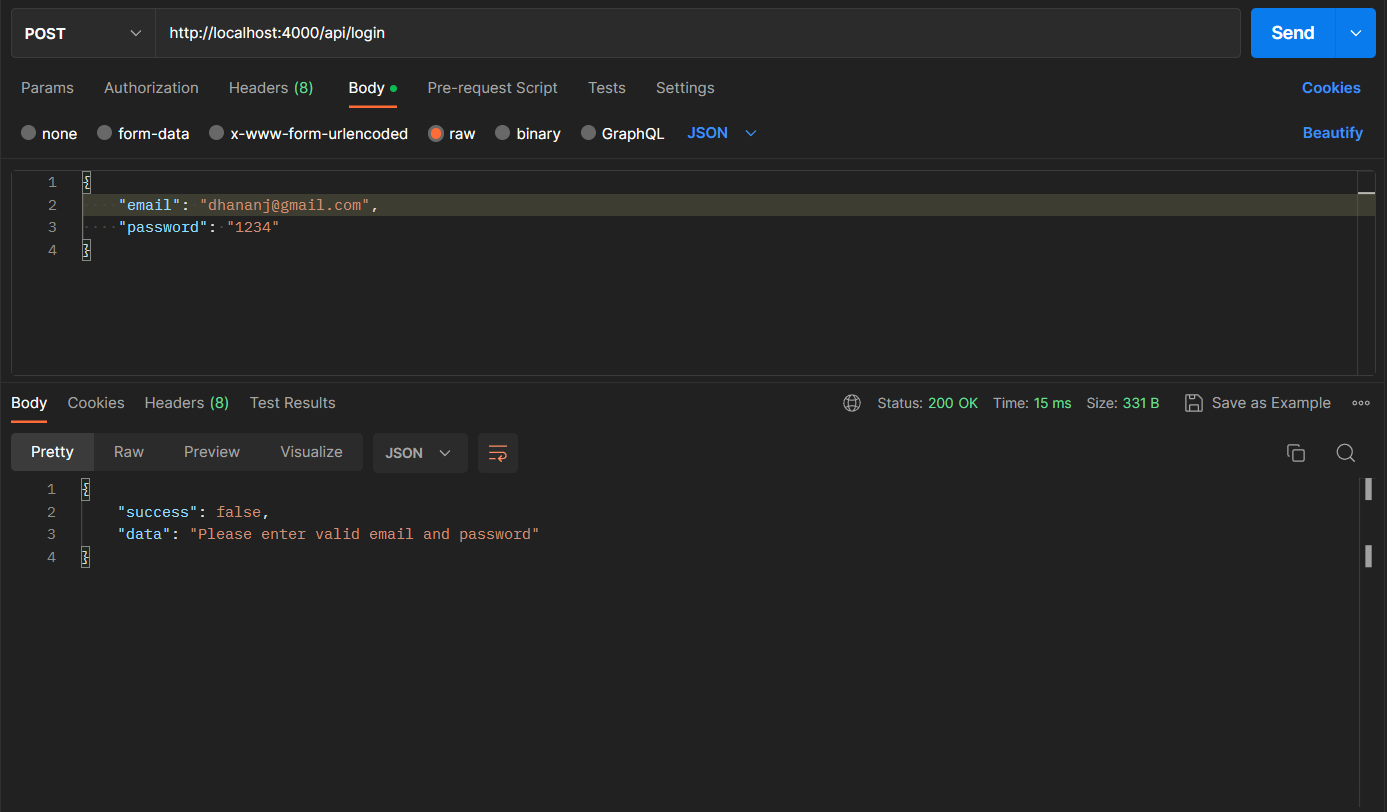 POST http://localhost:4000/api/login Send
Params Authorization Headers (8) Body Pre-request Script Tests Settings Cookies
none form-data x-www-form-urlencoded raw binary GraphQL JSON Beautify
1 {
2 ····"email": "dhananj@gmail.com",
3 ····"password":·"1234"
4 }
Body Cookies Headers (8) Test Results Status: 200 OK Time: 15 ms Size: 331 B Save as Example
Pretty Raw Preview Visualize JSON
1 {
2 "success": false,
3 "data": "Please enter valid email and password"
4 }